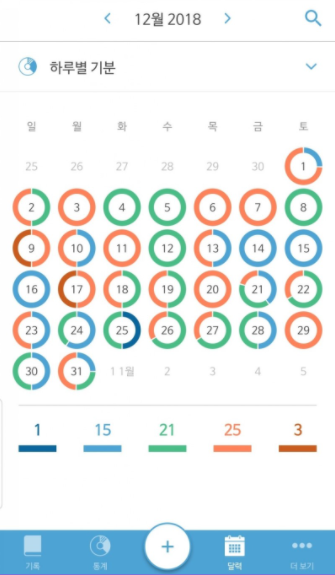 12월 2018
하루별 기분
일 월 화 수 목 금 토
25 26 27 28 29 30 1
2 3 4 5 6 7 8
9 10 11 12 13 14 15
16 17 18 19 20 21 22
23 24 25 26 27 28 29
30 31 1 1월 2 3 4 5
1 15 21 25 3
+
기록 통계 달력 더 보기